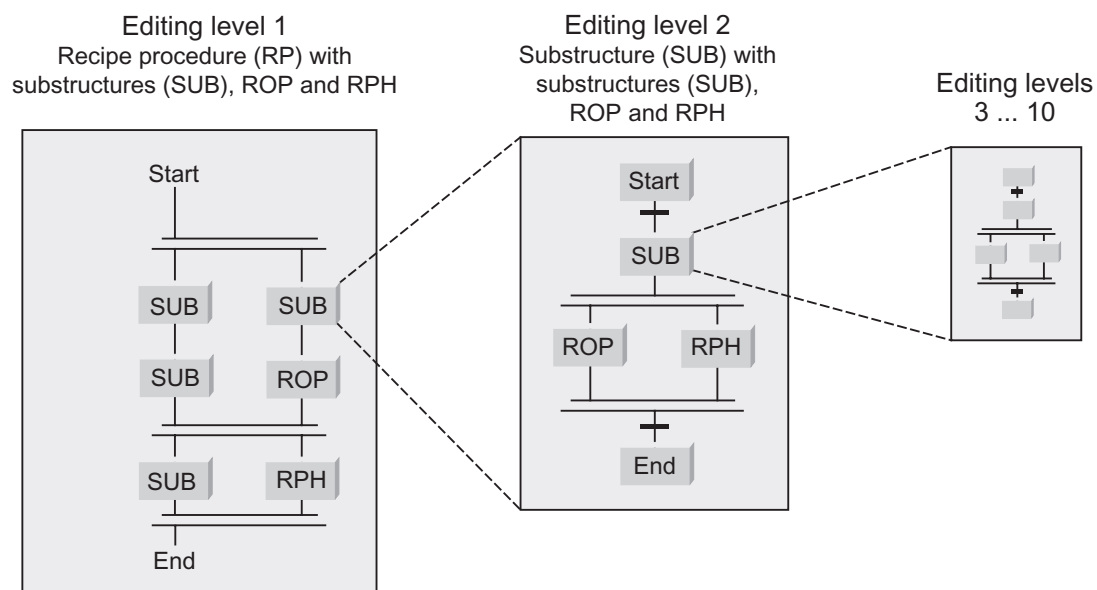 Editing level 1
Recipe procedure (RP) with
substructures (SUB), ROP and RPH
Start
SUB
SUB
SUB
ROP
SUB
RPH
End
Editing level 2
Substructure (SUB) with
substructures (SUB),
ROP and RPH
Start
SUB
ROP
RPH
End
Editing levels
3 ... 10